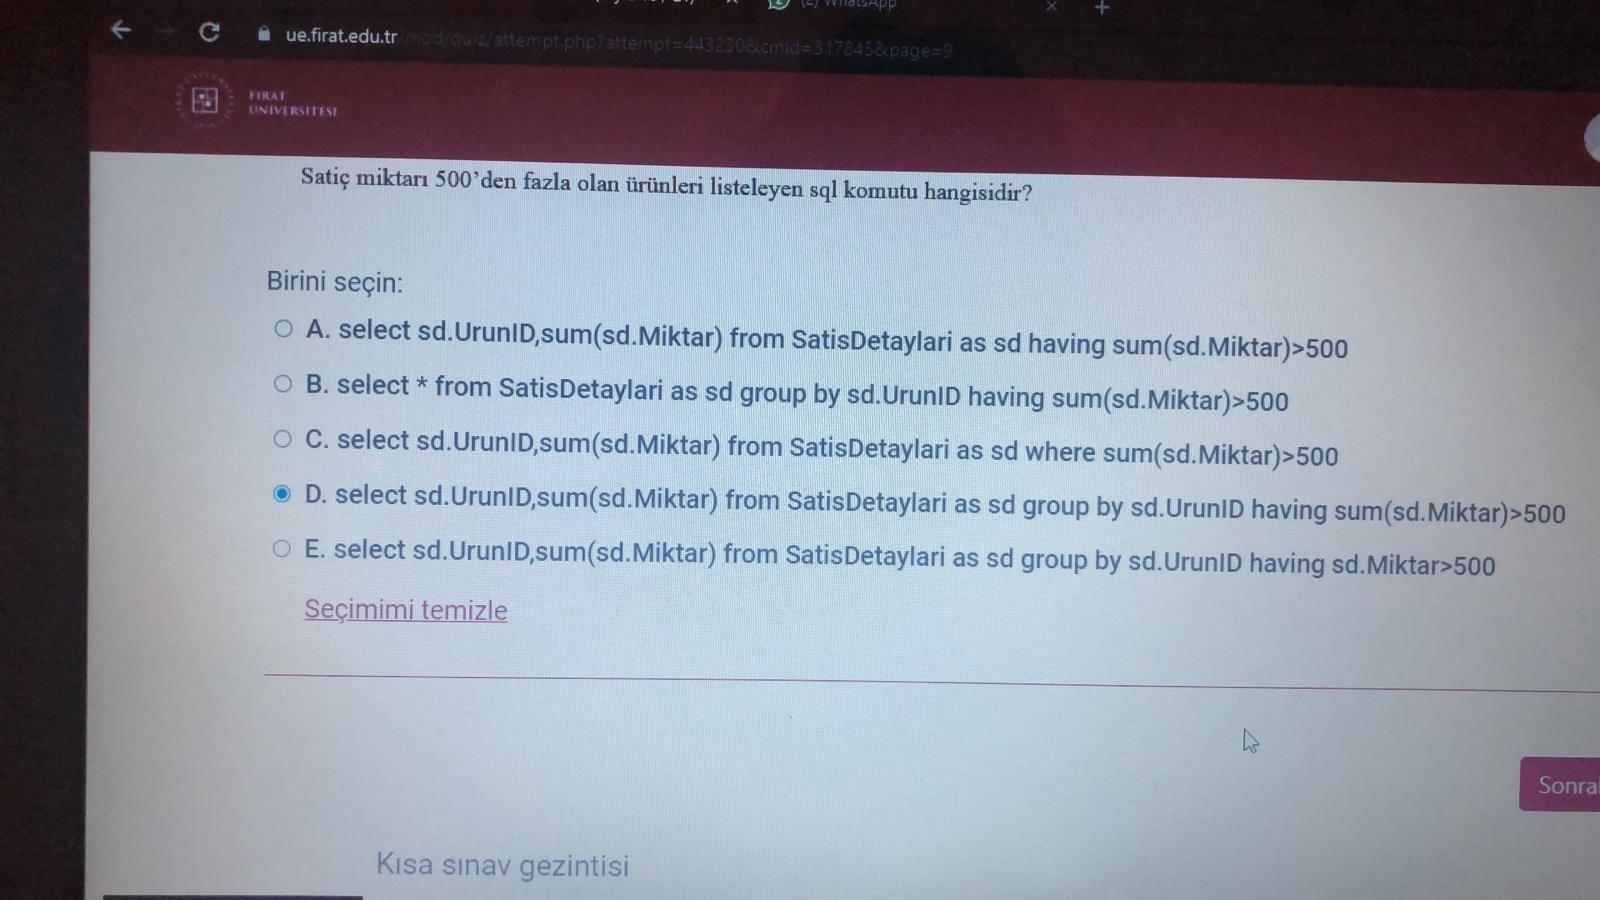 WhatsApp
ue.firat.edu.tr/mod/quiz/attempt.php?attempt=443230&cmid=317845&page=9
FIRAT
ÜNİVERSİTESİ
Satiç miktarı 500'den fazla olan ürünleri listeleyen sql komutu hangisidir?
Birini seçin:
A. select sd.UrunID,sum(sd.Miktar) from SatisDetaylari as sd having sum(sd.Miktar)>500
B. select * from SatisDetaylari as sd group by sd.UrunID having sum(sd.Miktar)>500
C. select sd.UrunID,sum(sd.Miktar) from SatisDetaylari as sd where sum(sd.Miktar)>500
D. select sd.UrunID,sum(sd.Miktar) from SatisDetaylari as sd group by sd.UrunID having sum(sd.Miktar)>500
E. select sd.UrunID,sum(sd.Miktar) from SatisDetaylari as sd group by sd.UrunID having sd.Miktar>500
Seçimimi temizle
Sonra
Kısa sınav gezintisi